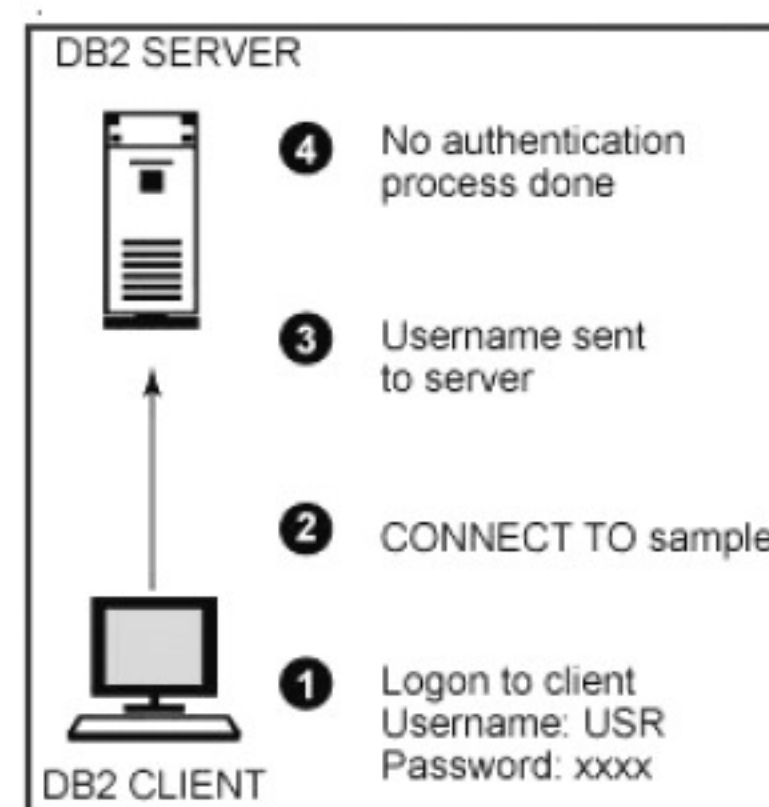 DB2 SERVER
4 No authentication
process done
3 Username sent
to server
2 CONNECT TO sample
1 Logon to client
Username: USR
Password: xxxx
DB2 CLIENT